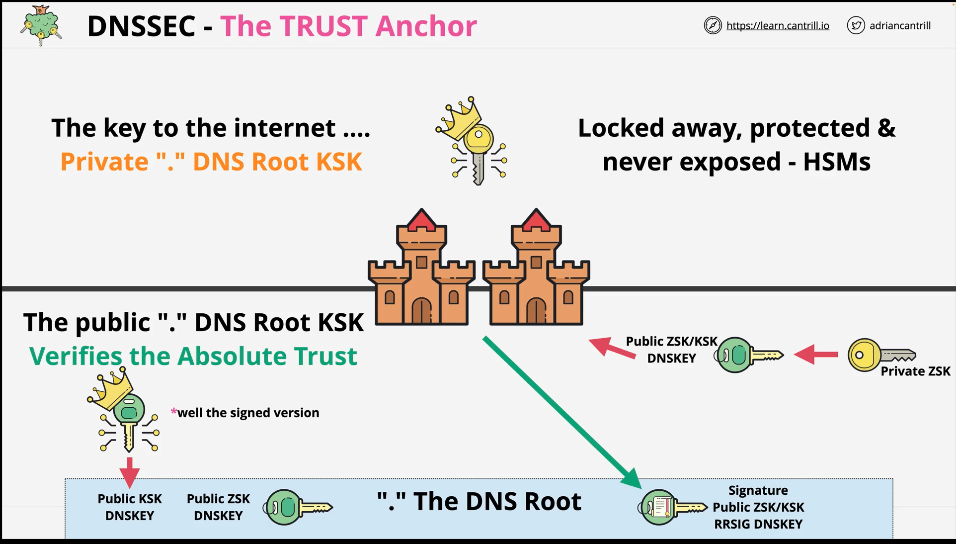 DNSSEC - The TRUST Anchor
https://learn.cantrill.io
adriancantrill
The key to the internet ....
Private "." DNS Root KSK
Locked away, protected &
never exposed - HSMs
The public "." DNS Root KSK
Verifies the Absolute Trust
*well the signed version
Public ZSK/KSK
DNSKEY
Private ZSK
Public KSK
DNSKEY
Public ZSK
DNSKEY
"." The DNS Root
Signature
Public ZSK/KSK
RRSIG DNSKEY